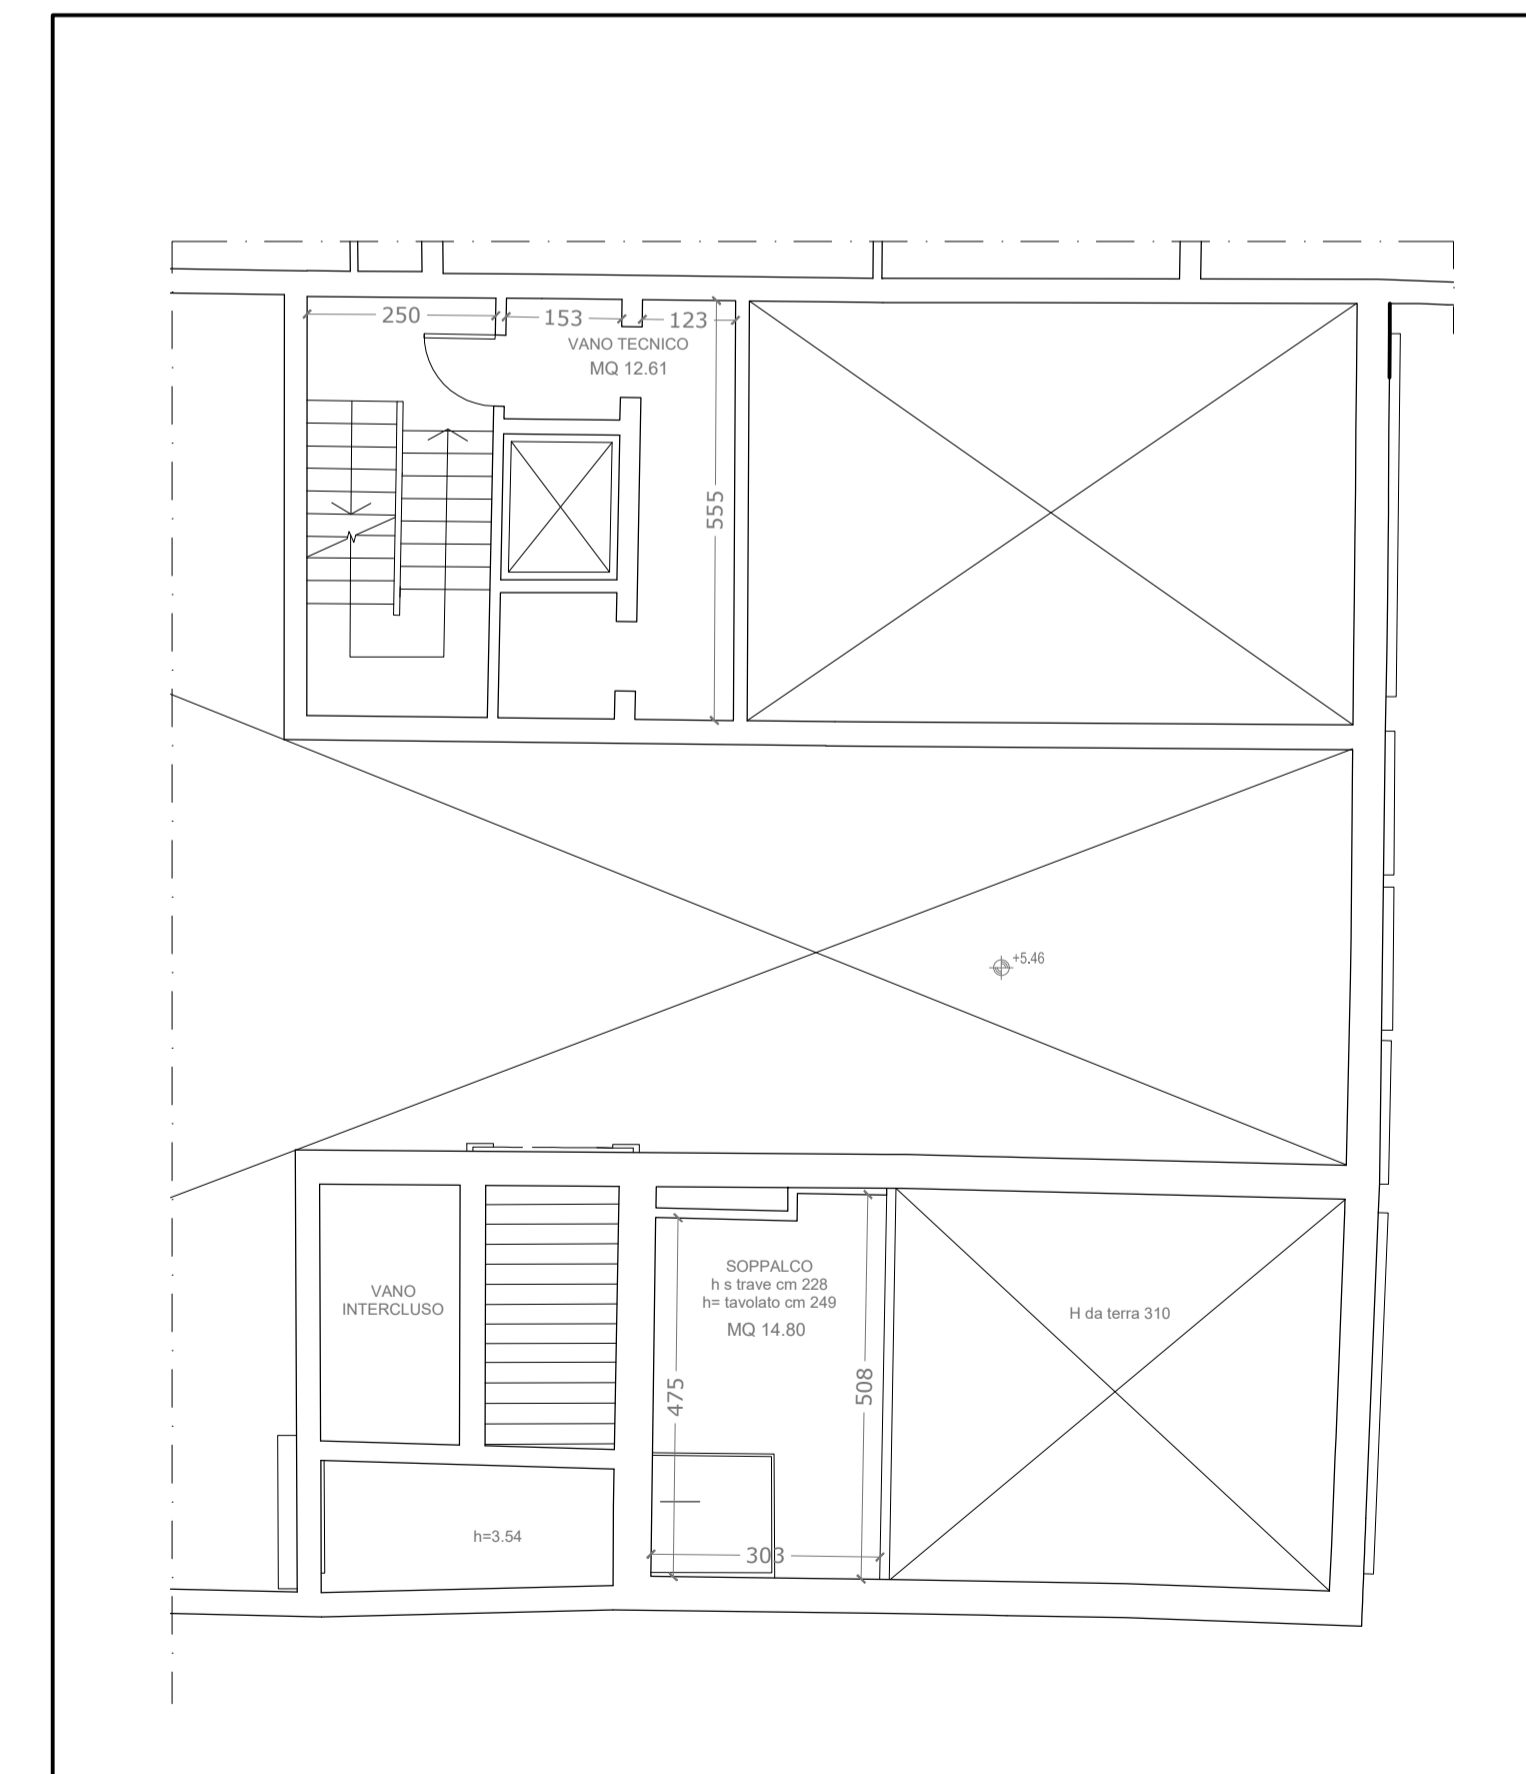 250
153
123
VANO TECNICO
MQ 12.61
555
+5.46
VANO
INTERCLUSO
SOPPALCO
h s trave cm 228
h= tavolato cm 249
MQ 14.80
H da terra 310
475
508
h=3.54
303